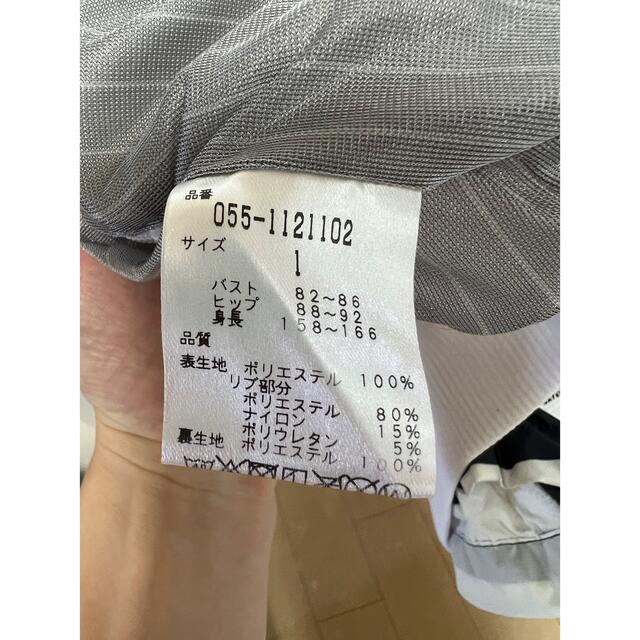 品番
055-1121102
サイズ
1
バスト 82~86
ヒップ 88~92
身長 158~166
品質
表生地 ポリエステル 100%
リブ部分
ポリエステル 80%
ナイロン 15%
ポリウレタン 5%
裏生地 ポリエステル 100%